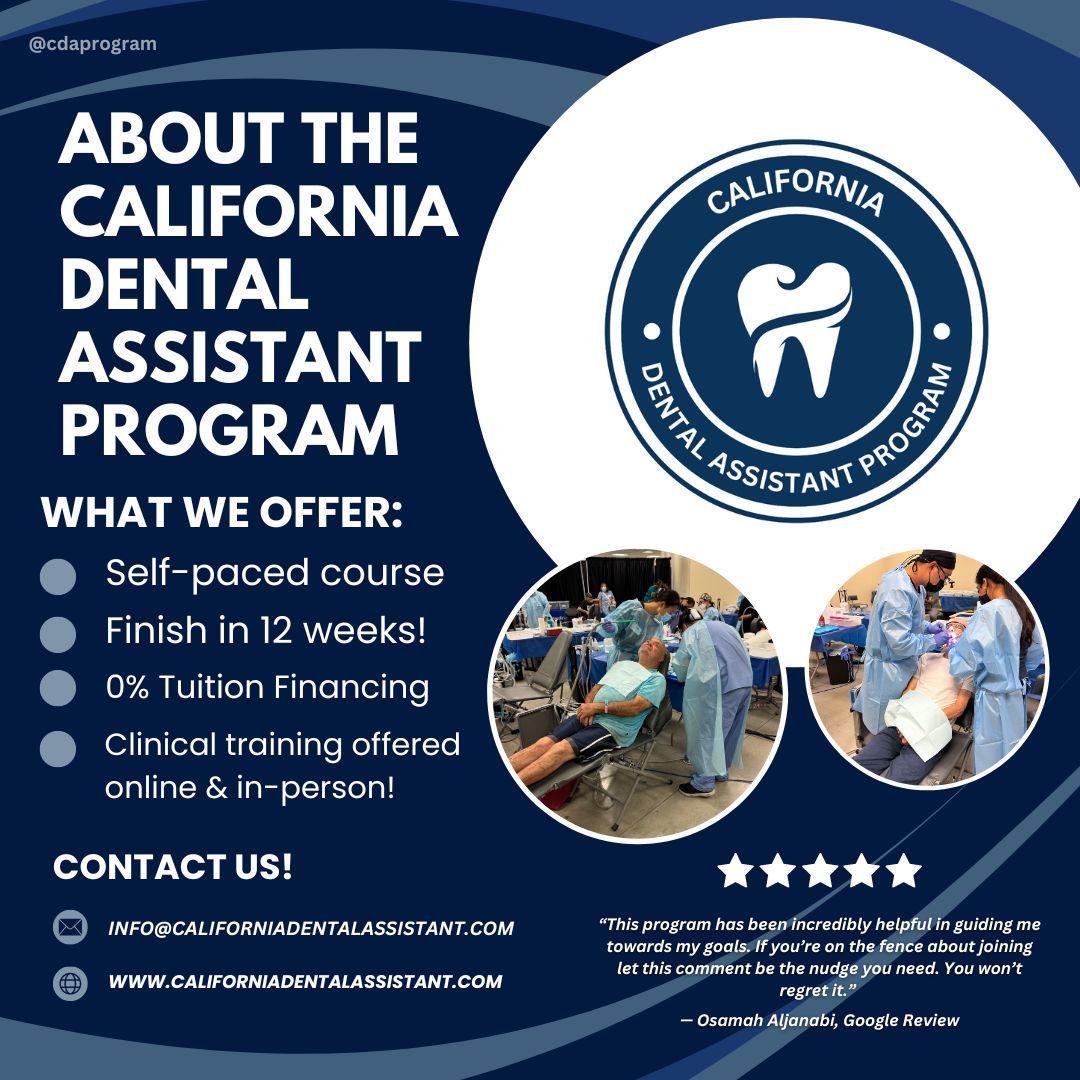 @cdaprogram
ABOUT THE
CALIFORNIA
DENTAL
ASSISTANT
PROGRAM
CALIFORNIA
DENTAL ASSISTANT PROGRAM
WHAT WE OFFER:
Self-paced course
Finish in 12 weeks!
0% Tuition Financing
Clinical training offered
online & in-person!
CONTACT US!
INFO@CALIFORNIADENTALASSISTANT.COM
WWW.CALIFORNIADENTALASSISTANT.COM
“This program has been incredibly helpful in guiding me
towards my goals. If you’re on the fence about joining
let this comment be the nudge you need. You won’t
regret it.”
— Osamah Aljanabi, Google Review